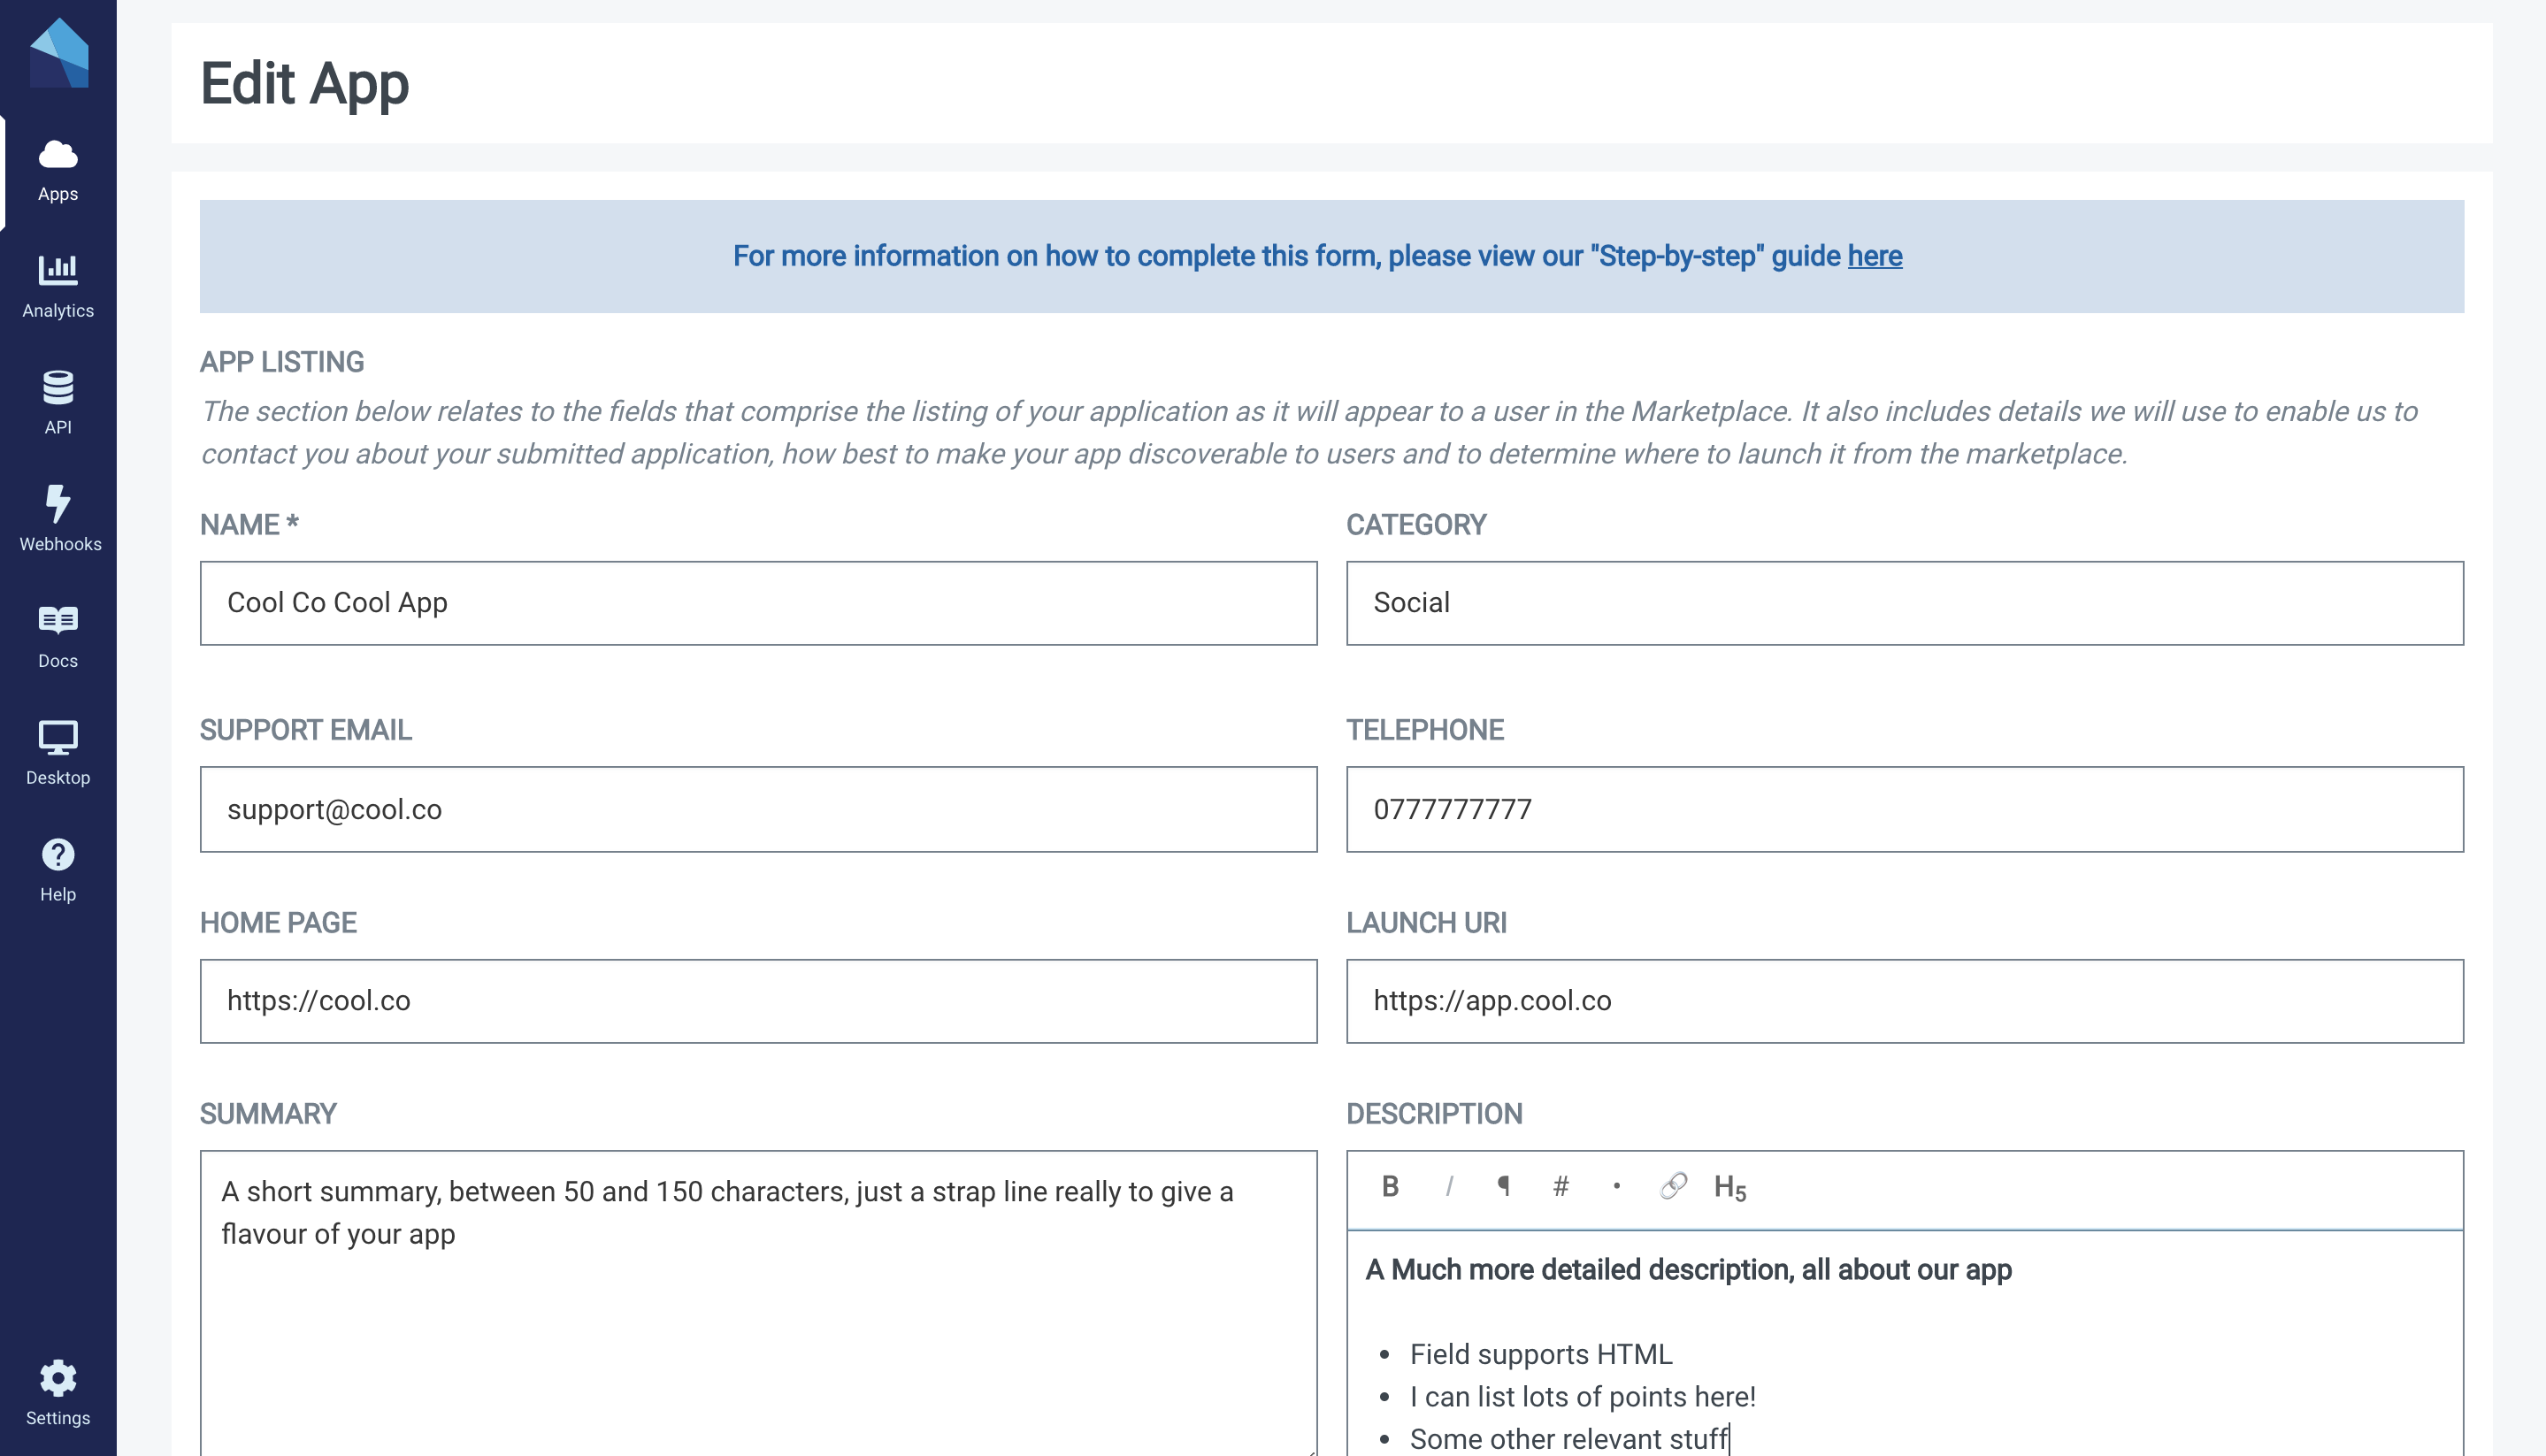 Edit App
Apps
Analytics
API
Webhooks
Docs
Desktop
Help
Settings
For more information on how to complete this form, please view our "Step-by-step" guide here
APP LISTING
The section below relates to the fields that comprise the listing of your application as it will appear to a user in the Marketplace. It also includes details we will use to enable us to
contact you about your submitted application, how best to make your app discoverable to users and to determine where to launch it from the marketplace.
NAME *
Cool Co Cool App
CATEGORY
Social
SUPPORT EMAIL
support@cool.co
TELEPHONE
0777777777
HOME PAGE
https://cool.co
LAUNCH URI
https://app.cool.co
SUMMARY
A short summary, between 50 and 150 characters, just a strap line really to give a
flavour of your app
DESCRIPTION
B I ¶ # • 🔗 H5
A Much more detailed description, all about our app
• Field supports HTML
• I can list lots of points here!
• Some other relevant stuff